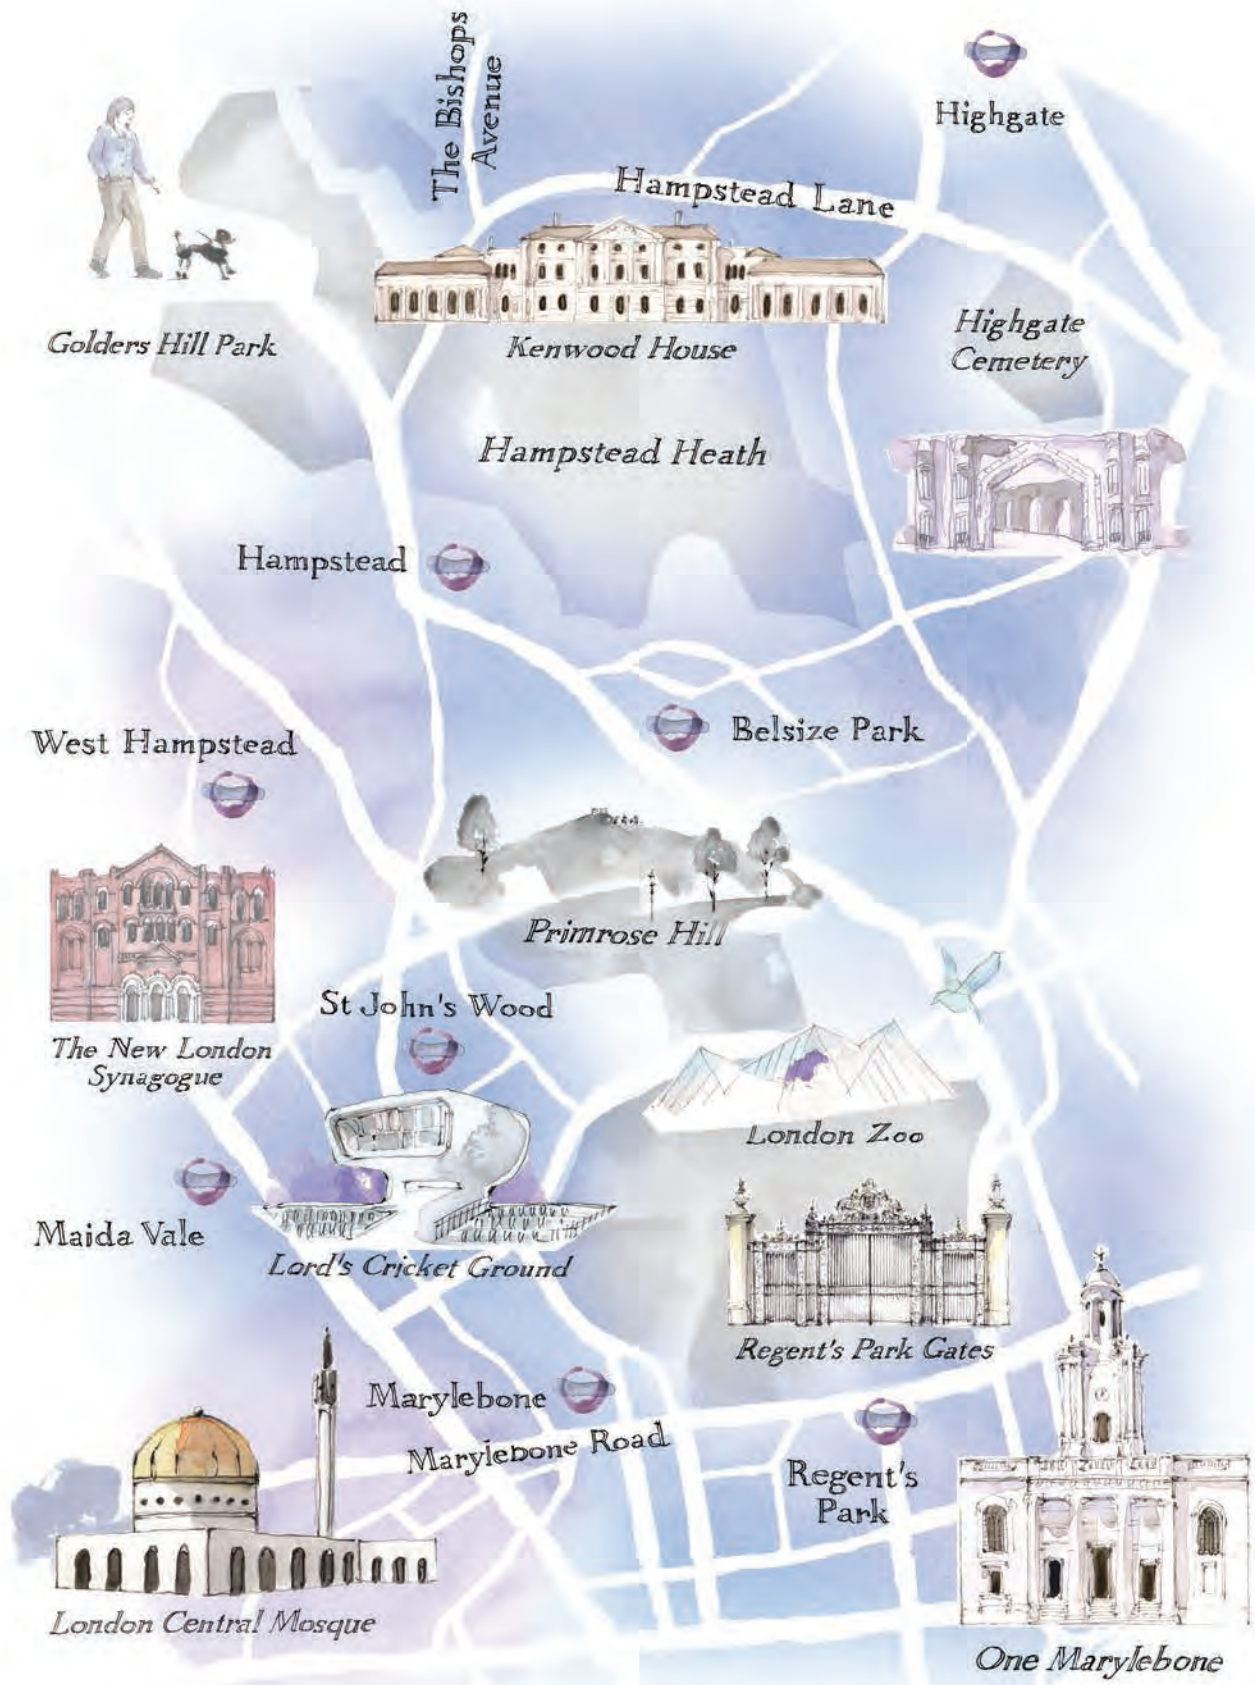 The Bishops
Avenue
Highgate
Hampstead Lane
Golders Hill Park
Kenwood House
Highgate
Cemetery
Hampstead Heath
Hampstead
West Hampstead
Belsize Park
Primrose Hill
St John's Wood
The New London
Synagogue
London Zoo
Maida Vale
Lord's Cricket Ground
Regent's Park Gates
Marylebone
Marylebone Road
Regent's
Park
London Central Mosque
One Marylebone